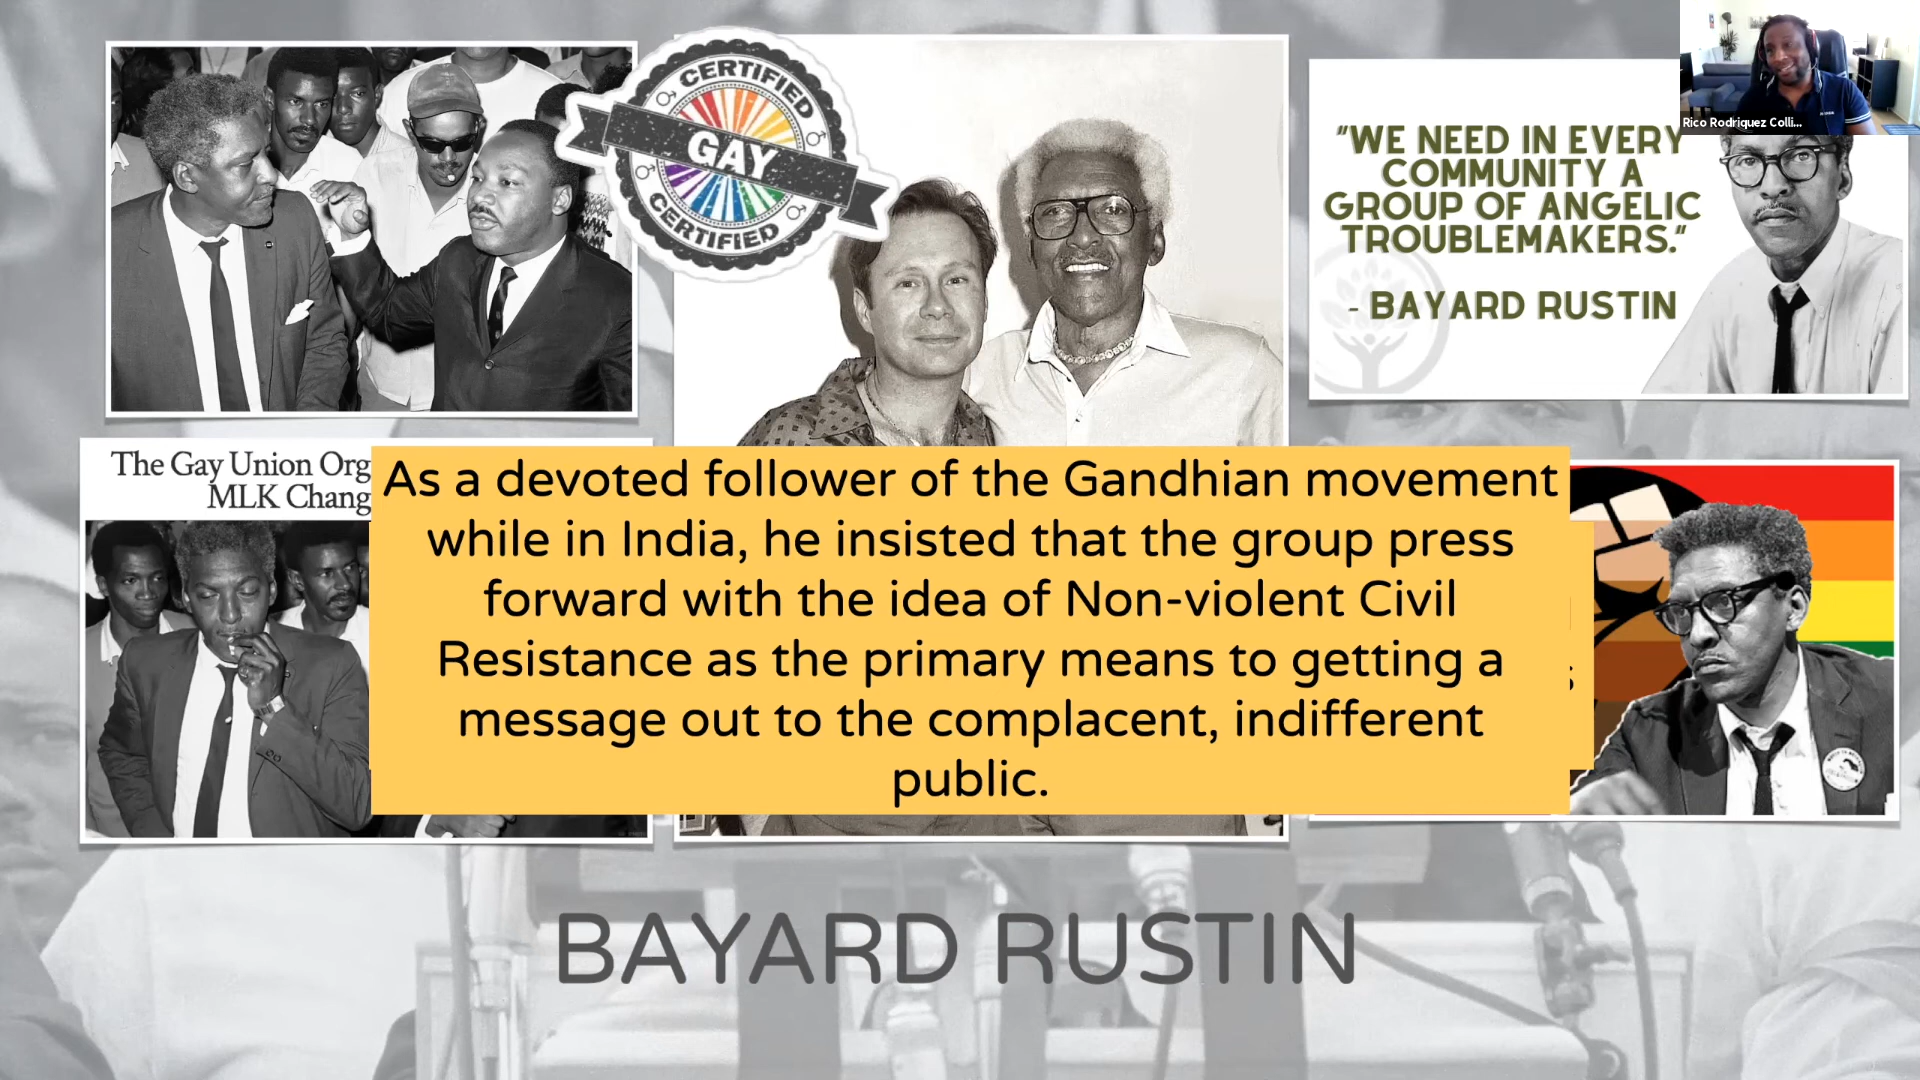 CERTIFIED
GAY
CERTIFIED
"WE NEED IN EVERY
COMMUNITY A
GROUP OF ANGELIC
TROUBLEMAKERS."
- BAYARD RUSTIN
Rico Rodriquez Colli...
The Gay Union Org
MLK Chang
As a devoted follower of the Gandhian movement
while in India, he insisted that the group press
forward with the idea of Non-violent Civil
Resistance as the primary means to getting a
message out to the complacent, indifferent
public.
BAYARD RUSTIN